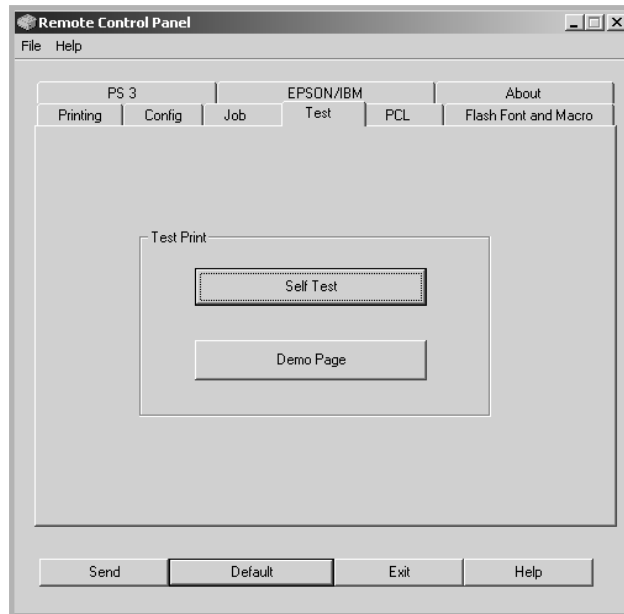 Remote Control Panel
File Help
PS 3 EPSON/IBM About
Printing Config Job Test PCL Flash Font and Macro
Test Print
Self Test
Demo Page
Send Default Exit Help